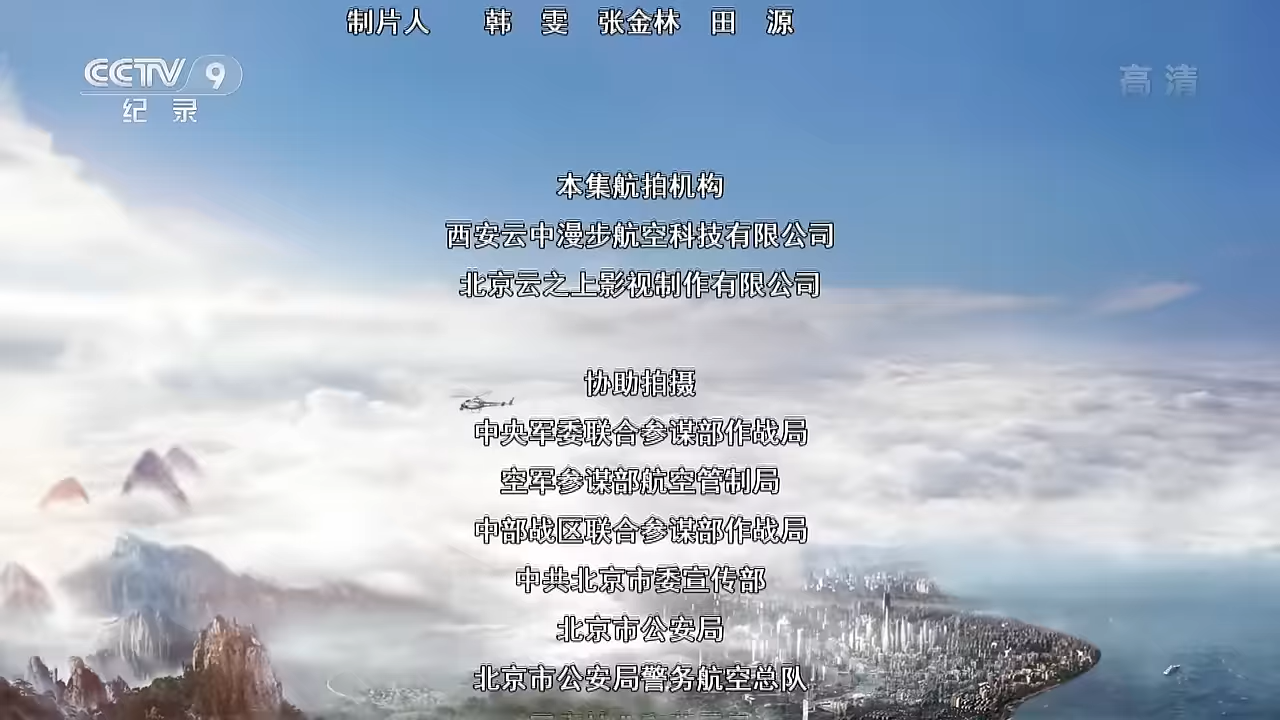 制片人 韩 雯 张金林 田 源
CCTV 9
高清
纪 录
本集航拍机构
西安云中漫步航空科技有限公司
北京云之上影视制作有限公司
协助拍摄
中央军委联合参谋部作战局
空军参谋部航空管制局
中部战区联合参谋部作战局
中共北京市委宣传部
北京市公安局
北京市公安局警务航空总队